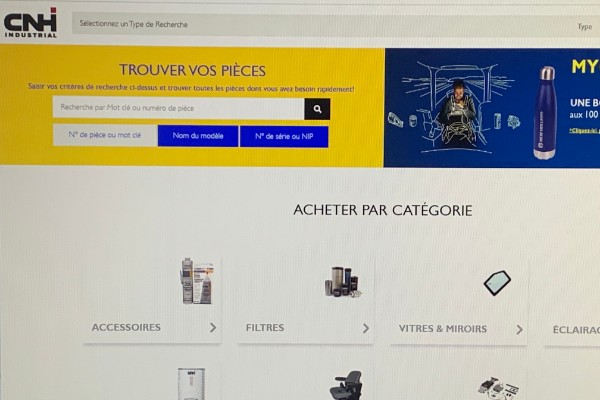 CNH
INDUSTRIAL
Sélectionnez un Type de Recherche
Type
TROUVER VOS PIÈCES
Saisir vos critères de recherche ci-dessus et trouver toutes les pièces dont vous avez besoin rapidement!
Recherche par Mot clé ou numéro de pièce
N° de pièce ou mot clé
Nom du modèle
N° de série ou NIP
MY
UNE BO
aux 100
*Cliquez-ici
ACHETER PAR CATÉGORIE
ACCESSOIRES
FILTRES
VITRES & MIROIRS
ÉCLAIRAG